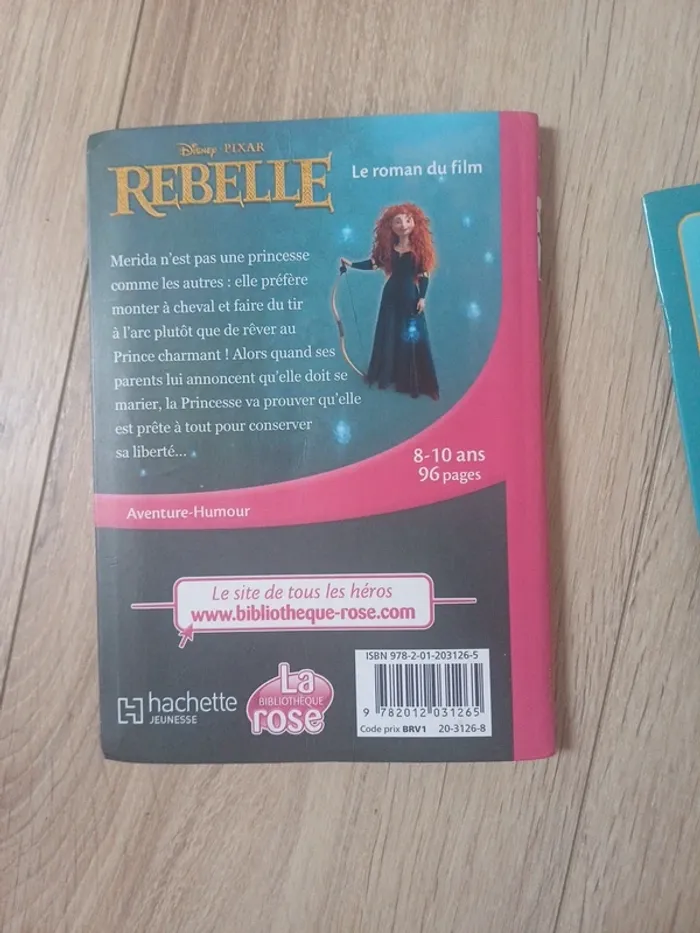 Disney · PIXAR
REBELLE
Le roman du film
Merida n'est pas une princesse
comme les autres : elle préfère
monter à cheval et faire du tir
à l'arc plutôt que de rêver au
Prince charmant ! Alors quand ses
parents lui annoncent qu'elle doit se
marier, la Princesse va prouver qu'elle
est prête à tout pour conserver
sa liberté...
8-10 ans
96 pages
Aventure-Humour
Le site de tous les héros
www.bibliotheque-rose.com
hachette
JEUNESSE
La
BIBLIOTHÈQUE
rose
ISBN 978-2-01-203126-5
9 782012 031265
Code prix BRV1 20-3126-8